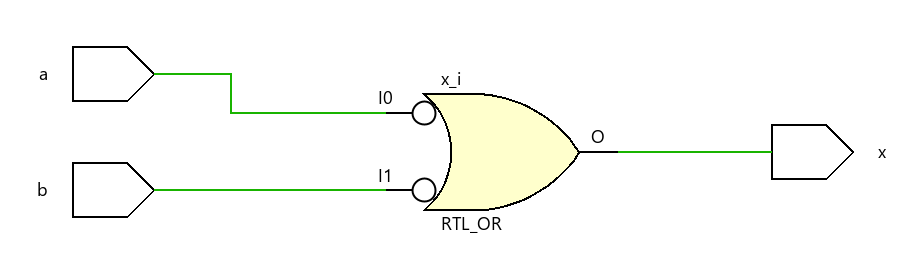 a
I0
x_i
O
x
b
I1
RTL_OR